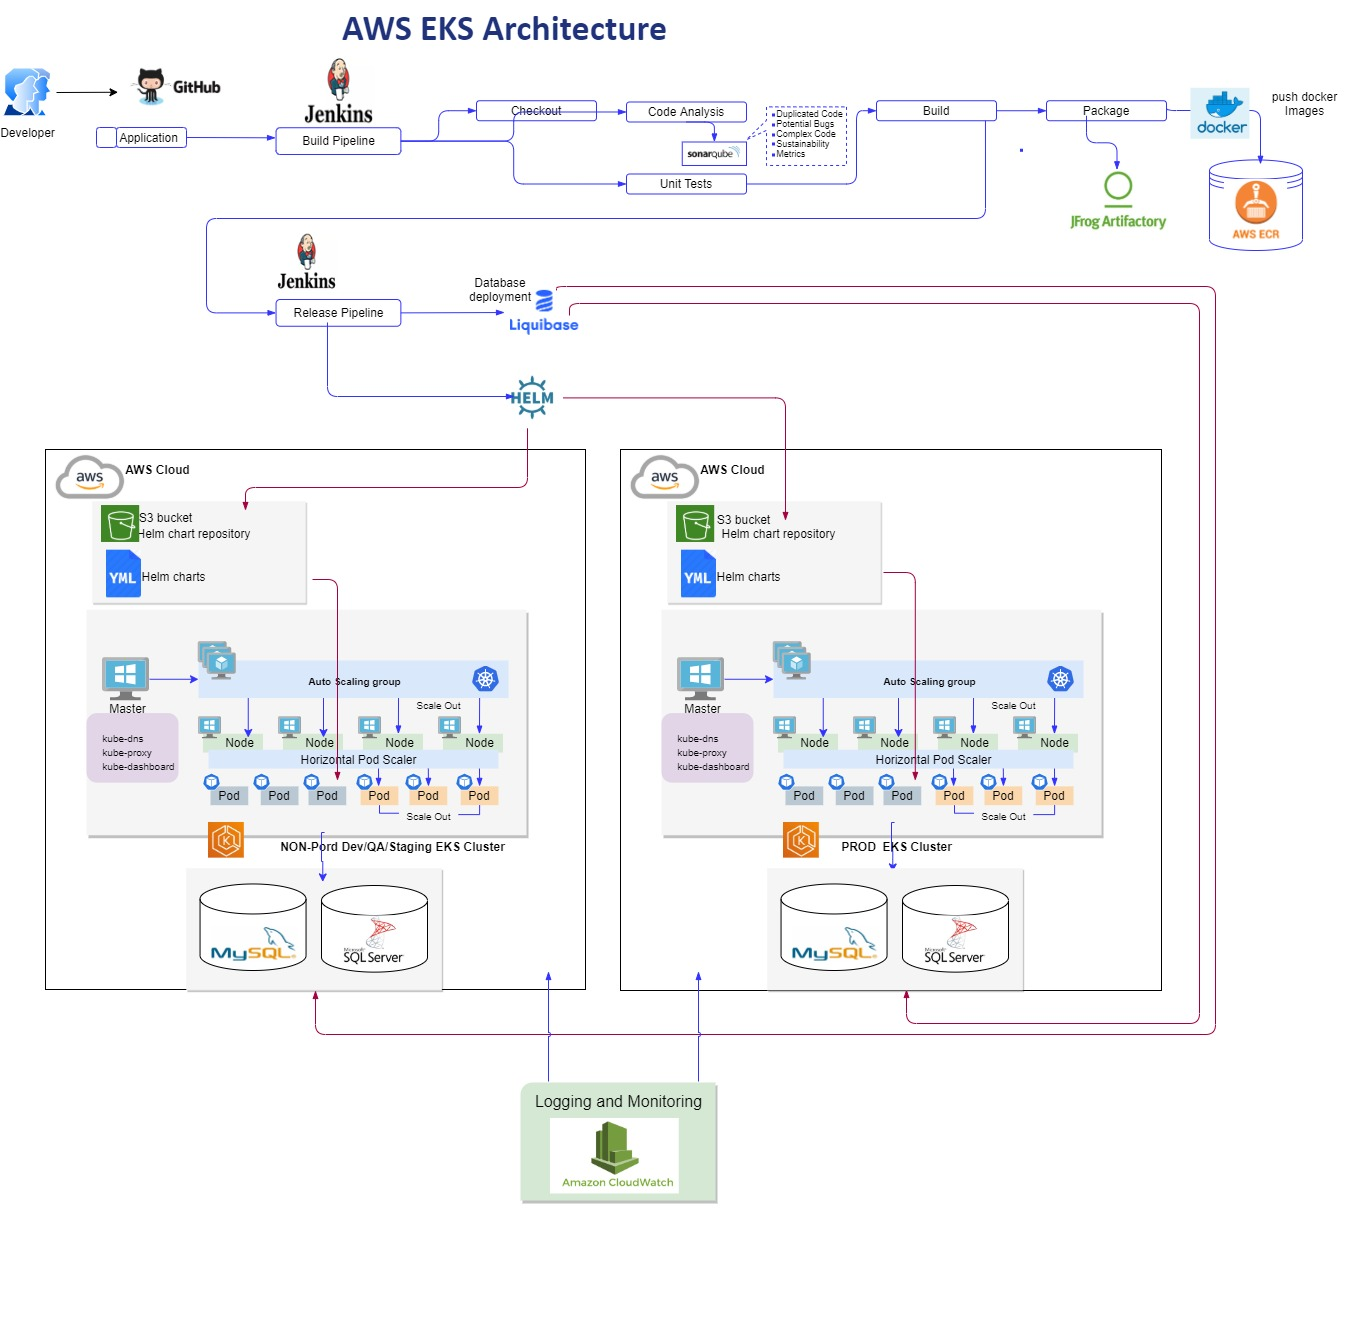 AWS EKS Architecture
Developer
GitHub
Application
Jenkins
Build Pipeline
Checkout
Code Analysis
sonarqube
Duplicated Code
Potential Bugs
Complex Code
Sustainability
Metrics
Unit Tests
Build
Package
docker
push docker
Images
JFrog Artifactory
AWS ECR
Jenkins
Release Pipeline
Database
deployment
Liquibase
HELM
aws
AWS Cloud
S3 bucket
Helm chart repository
YML
Helm charts
Auto Scaling group
Master
Scale Out
kube-dns
kube-proxy
kube-dashboard
Node
Node
Node
Node
Horizontal Pod Scaler
Pod
Pod
Pod
Pod
Pod
Pod
Scale Out
K
NON-Pord Dev/QA/Staging EKS Cluster
MySQL
Microsoft
SQL Server
aws
AWS Cloud
S3 bucket
Helm chart repository
YML
Helm charts
Auto Scaling group
Master
Scale Out
kube-dns
kube-proxy
kube-dashboard
Node
Node
Node
Node
Horizontal Pod Scaler
Pod
Pod
Pod
Pod
Pod
Pod
Scale Out
K
PROD EKS Cluster
MySQL
Microsoft
SQL Server
Logging and Monitoring
Amazon CloudWatch